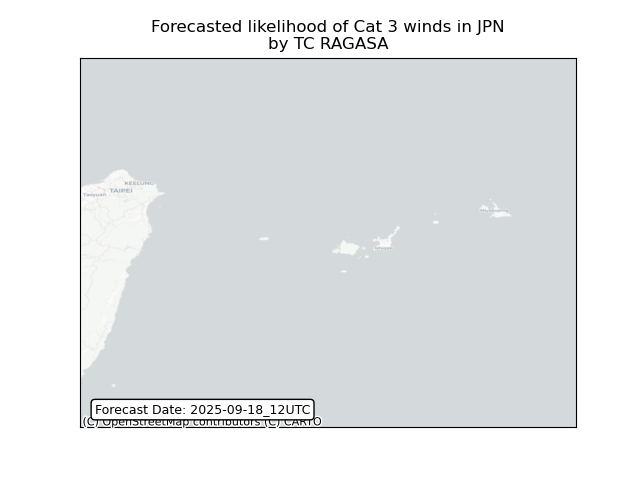 Forecasted likelihood of Cat 3 winds in JPN
by TC RAGASA
KEELUNG
TAIPEI
Taoyuan
Forecast Date: 2025-09-18_12UTC
(C) OpenStreetMap contributors (C) CARTO